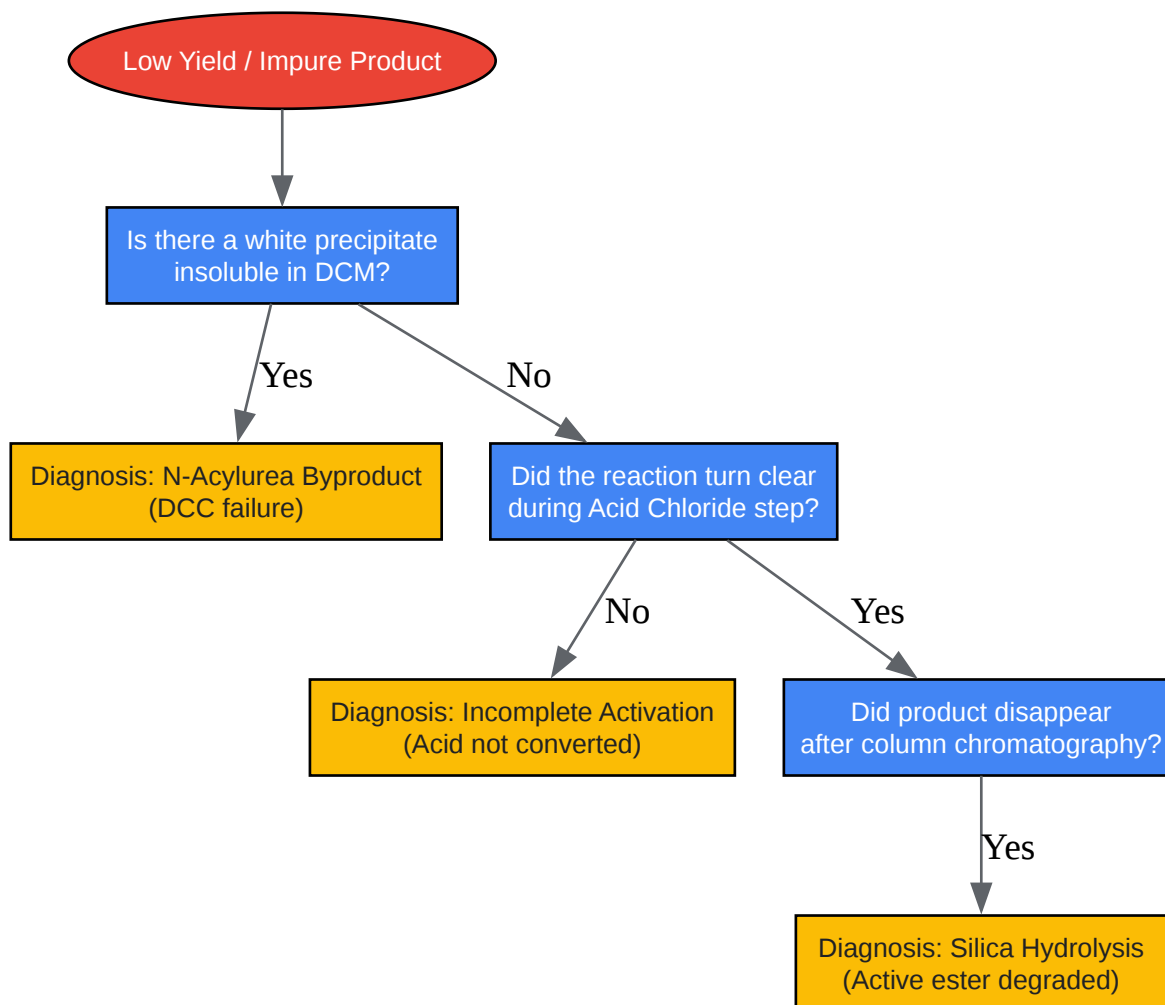 Low Yield / Impure Product
Is there a white precipitate
insoluble in DCM?
Yes
No
Diagnosis: N-Acylurea Byproduct
(DCC failure)
Did the reaction turn clear
during Acid Chloride step?
No
Yes
Diagnosis: Incomplete Activation
(Acid not converted)
Did product disappear
after column chromatography?
Yes
Diagnosis: Silica Hydrolysis
(Active ester degraded)